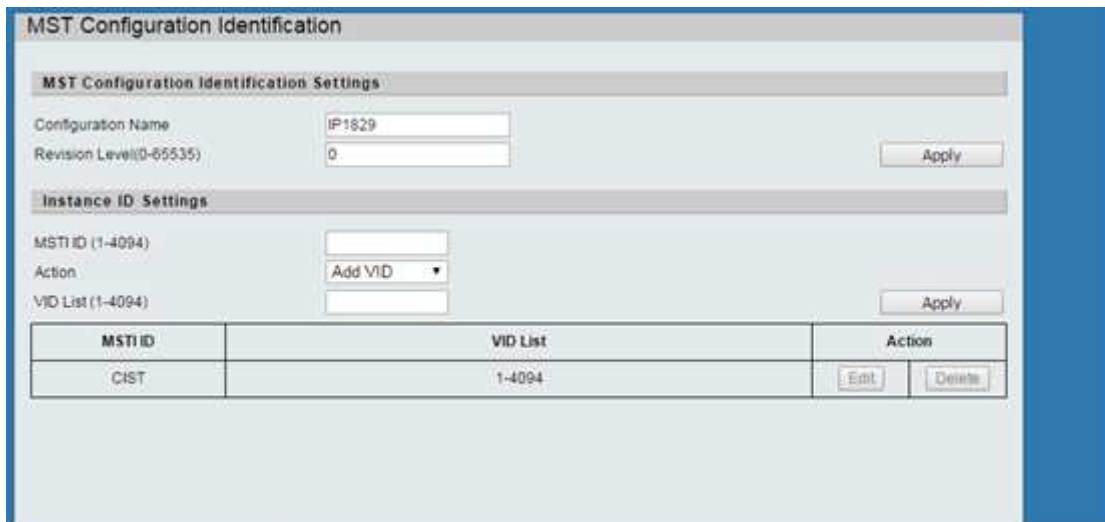 MST Configuration Identification
MST Configuration Identification Settings
Configuration Name IP1829
Revision Level(0-65535) 0 Apply
Instance ID Settings
MSTI ID (1-4094)
Action Add VID
VID List (1-4094) Apply
MSTI ID VID List Action
CIST 1-4094 Edit Delete